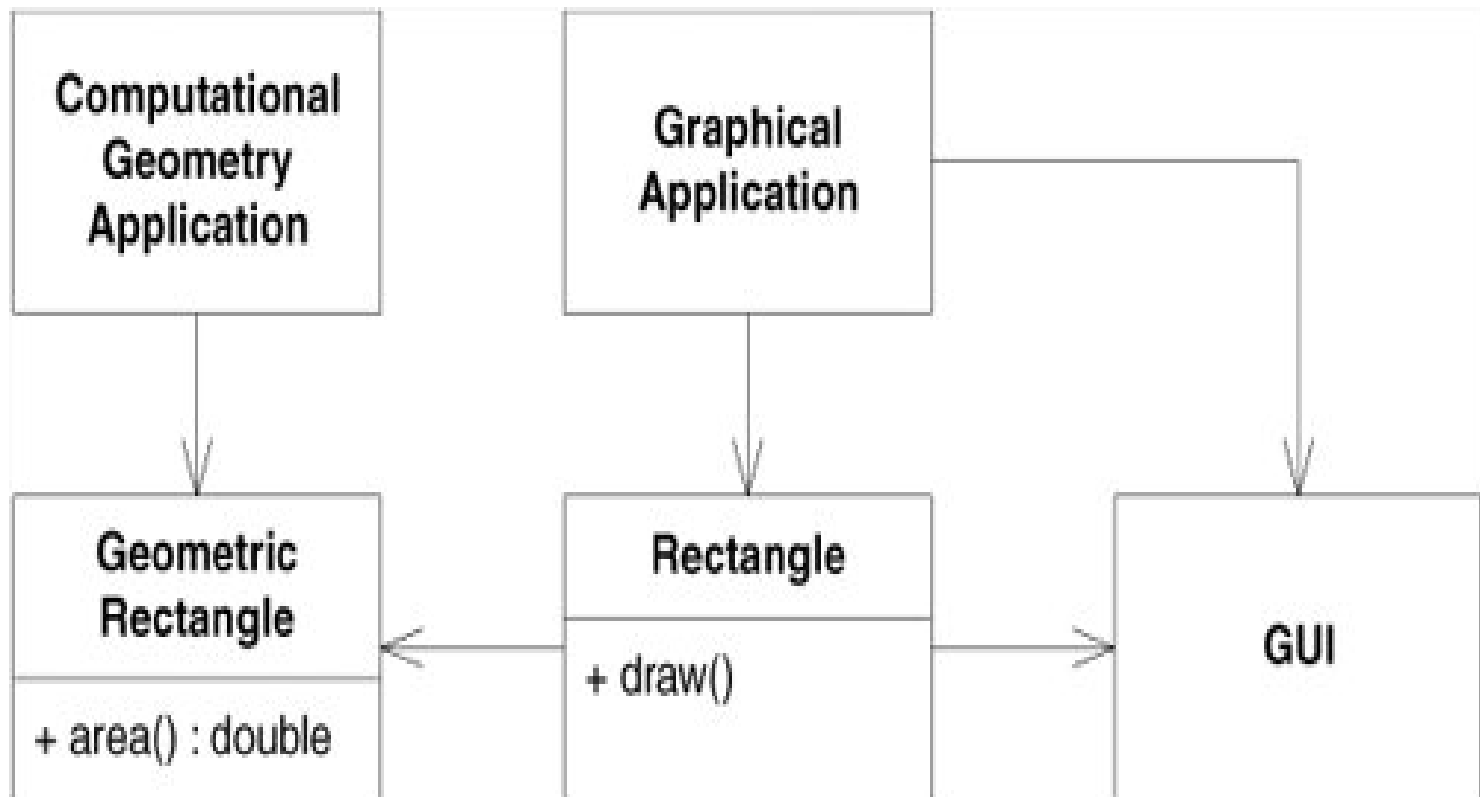 Computational
Geometry
Application
Graphical
Application
Geometric
Rectangle
+ area() : double
Rectangle
+ draw()
GUI